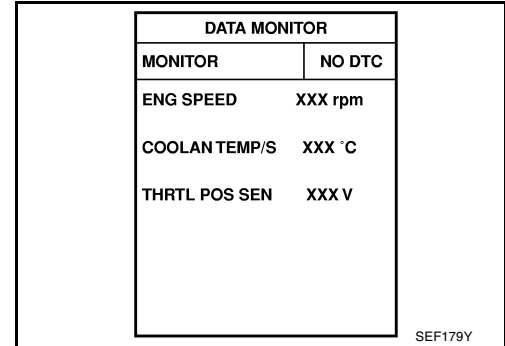 DATA MONITOR
MONITOR NO DTC
ENG SPEED XXX rpm
COOLAN TEMP/S XXX °C
THRTL POS SEN XXX V
SEF179Y